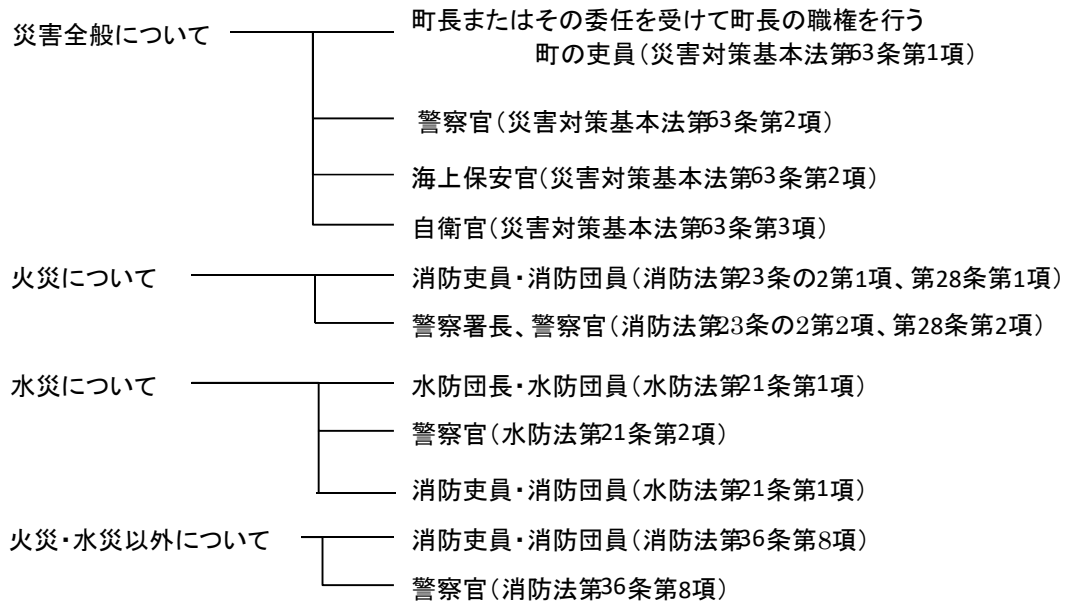 災害全般について
町長またはその委任を受けて町長の職権を行う
町の吏員(災害対策基本法第63条第1項)
警察官(災害対策基本法第63条第2項)
海上保安官(災害対策基本法第63条第2項)
自衛官(災害対策基本法第63条第3項)
火災について
消防吏員・消防団員(消防法第23条の2第1項、第28条第1項)
警察署長、警察官(消防法第23条の2第2項、第28条第2項)
水災について
水防団長・水防団員(水防法第21条第1項)
警察官(水防法第21条第2項)
消防吏員・消防団員(水防法第21条第1項)
火災・水災以外について
消防吏員・消防団員(消防法第36条第8項)
警察官(消防法第36条第8項)